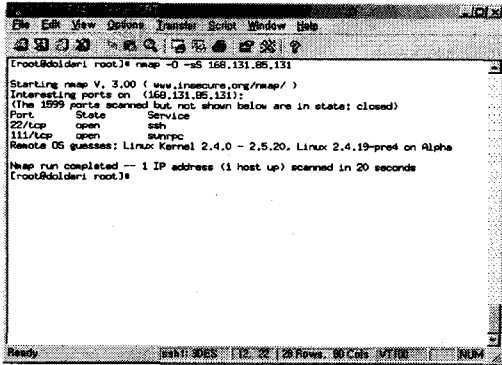 File Edit View Options Transfer Script Window Help
[root@doldari root]# nmap -O -sS 168.131.85.131
Starting nmap V. 3.00 ( www.insecure.org/nmap/ )
Interesting ports on (168.131.85.131):
(The 1599 ports scanned but not shown below are in state: closed)
Port State Service
22/tcp open ssh
111/tcp open sunrpc
Remote OS guesses: Linux Kernel 2.4.0 - 2.5.20, Linux 2.4.19-pre4 on Alpha
Nmap run completed -- 1 IP address (1 host up) scanned in 20 seconds
[root@doldari root]#
Ready ssh1: 3DES 12, 22 29 Rows, 80 Cols VT100 NUM